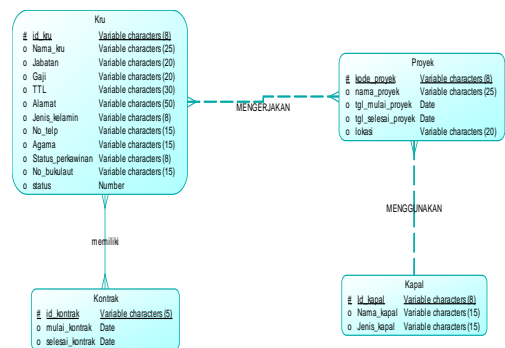 Kru
# id_kru Variable characters (8)
o Nama_kru Variable characters (25)
o Jabatan Variable characters (20)
o Gaji Variable characters (20)
o TTL Variable characters (30)
o Alamat Variable characters (50)
o Jenis_kelamin Variable characters (8)
o No_telp Variable characters (15)
o Agama Variable characters (15)
o Status_perkawinan Variable characters (8)
o No_bukulaut Variable characters (15)
o status Number
MENGERJAKAN
Proyek
# kode_proyek Variable characters (8)
o nama_proyek Variable characters (25)
o tgl_mulai_proyek Date
o tgl_selesai_proyek Date
o lokasi Variable characters (20)
memiliki
MENGGUNAKAN
Kontrak
# id_kontrak Variable characters (5)
o mulai_kontrak Date
o selesai_kontrak Date
Kapal
# Id_kapal Variable characters (8)
o Nama_kapal Variable characters (15)
o Jenis_kapal Variable characters (15)